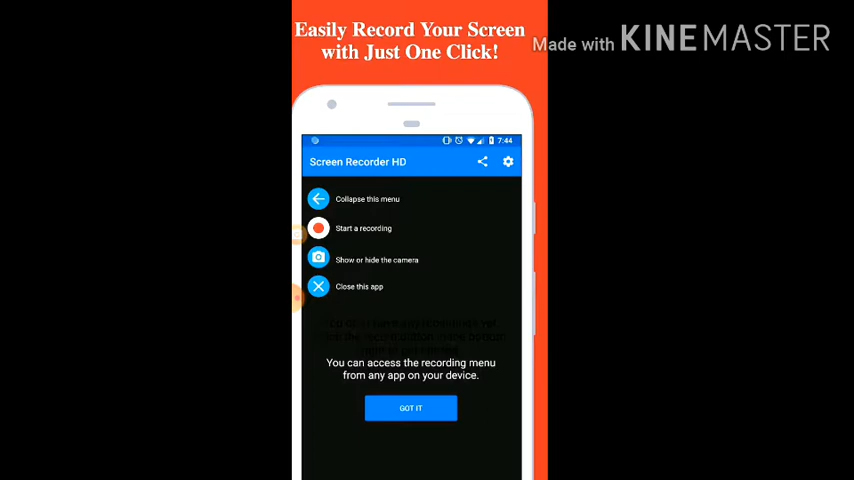 Easily Record Your Screen
with Just One Click!
Made with KINEMASTER
7:44
Screen Recorder HD
Collapse this menu
Start a recording
Show or hide the camera
Close this app
You can access the recording menu
from any app on your device.
GOT IT